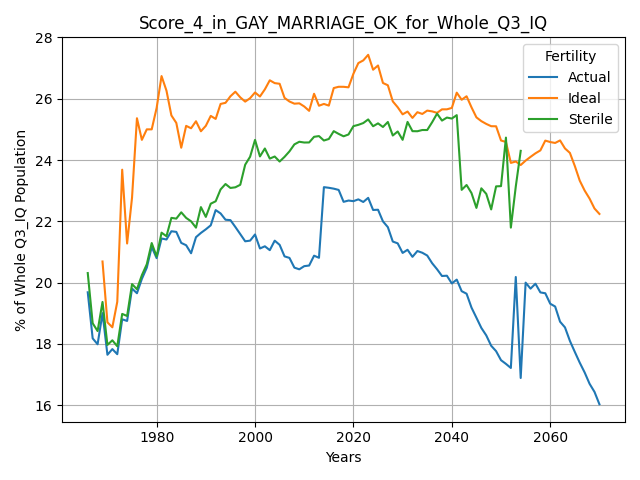 Score_4_in_GAY_MARRIAGE_OK_for_Whole_Q3_IQ
28
26
24
22
20
18
16
% of Whole Q3_IQ Population
Fertility
Actual
Ideal
Sterile
1980
2000
2020
2040
2060
Years